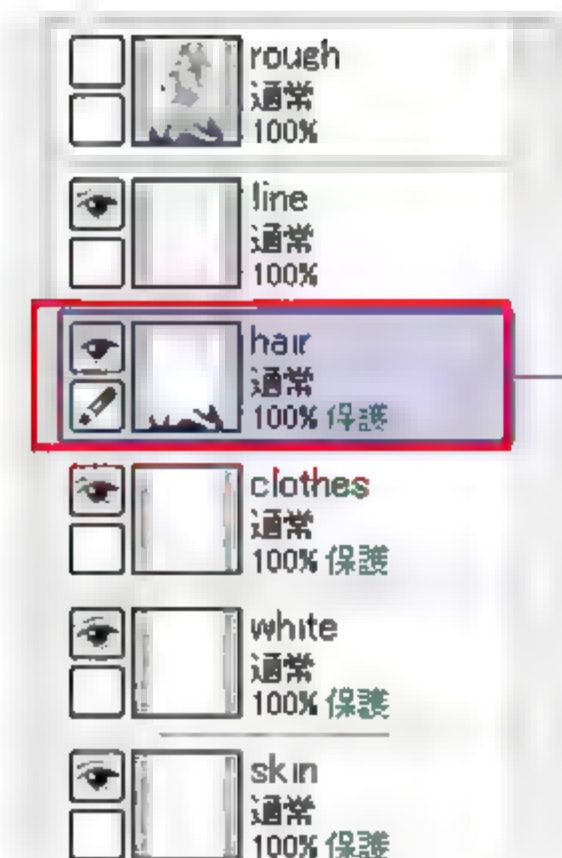 rough
通常
100%
line
通常
100%
hair
通常
100% 保護
clothes
通常
100% 保護
white
通常
100% 保護
skin
通常
100% 保護